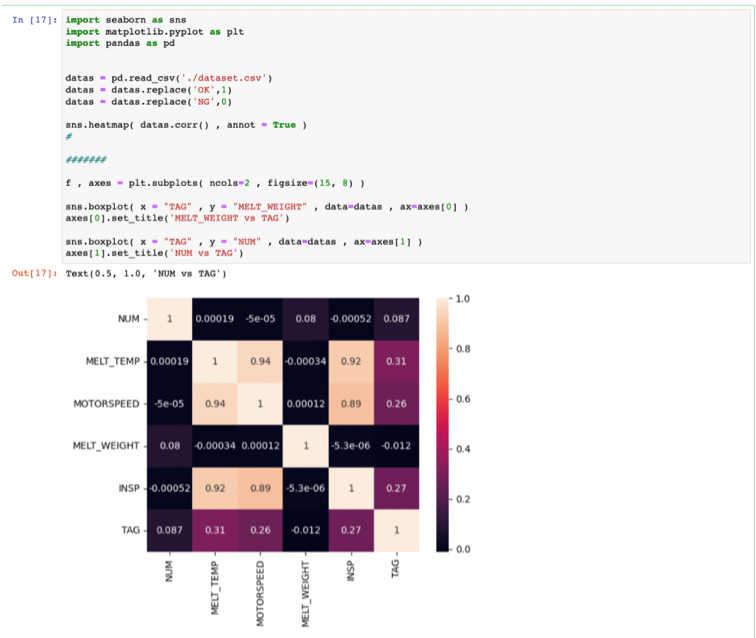 In [17]: import seaborn as sns
import matplotlib.pyplot as plt
import pandas as pd
datas = pd.read_csv('./dataset.csv')
datas = datas.replace('OK',1)
datas = datas.replace('NG',0)
sns.heatmap( datas.corr() , annot = True )
#
#######
f , axes = plt.subplots( ncols=2 , figsize=(15, 8) )
sns.boxplot( x = "TAG" , y = "MELT_WEIGHT" , data=datas , ax=axes[0] )
axes[0].set_title('MELT_WEIGHT vs TAG')
sns.boxplot( x = "TAG" , y = "NUM" , data=datas , ax=axes[1] )
axes[1].set_title('NUM vs TAG')
Out[17]: Text(0.5, 1.0, 'NUM vs TAG')
NUM 1 0.00019 -5e-05 0.08 -0.00052 0.087
MELT_TEMP 0.00019 1 0.94 -0.00034 0.92 0.31
MOTORSPEED -5e-05 0.94 1 0.00012 0.89 0.26
MELT_WEIGHT 0.08 -0.00034 0.00012 1 -5.3e-06 -0.012
INSP -0.00052 0.92 0.89 -5.3e-06 1 0.27
TAG 0.087 0.31 0.26 -0.012 0.27 1
NUM
MELT_TEMP
MOTORSPEED
MELT_WEIGHT
INSP
TAG
1.0
0.8
0.6
0.4
0.2
0.0